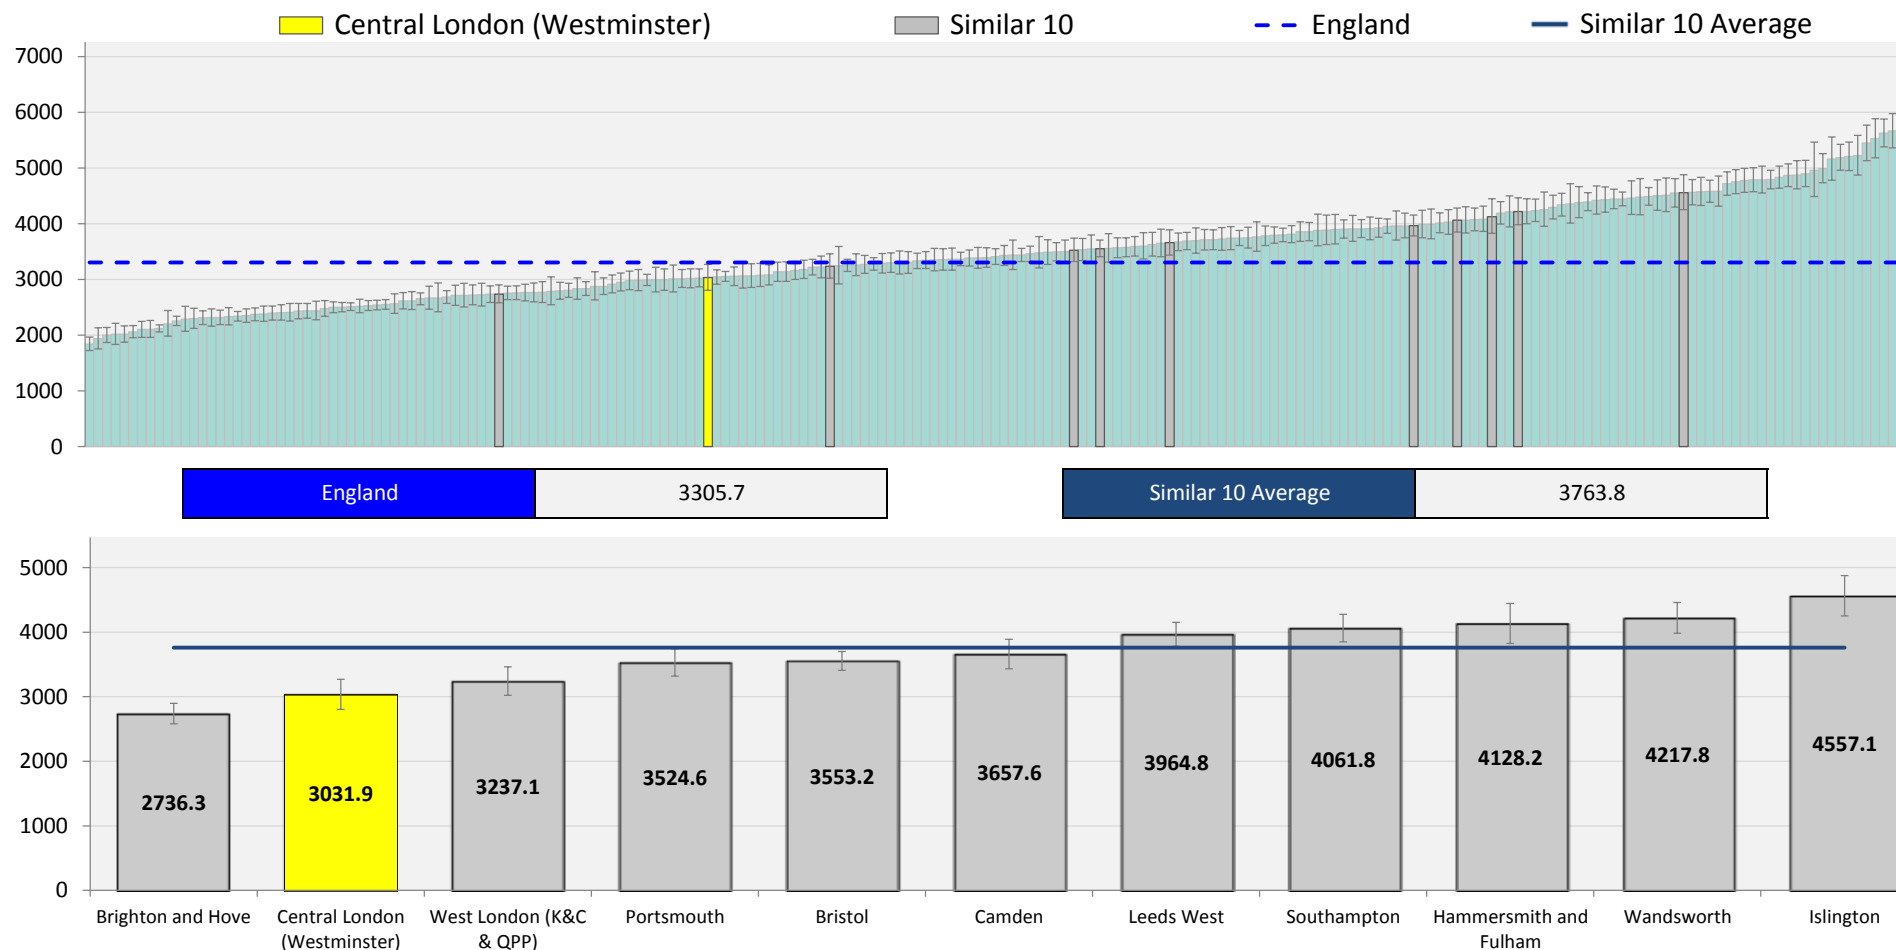 Central London (Westminster) Similar 10 England Similar 10 Average
7000
6000
5000
4000
3000
2000
1000
0
England 3305.7 Similar 10 Average 3763.8
5000
4000
3000
2000
1000
0
2736.3 3031.9 3237.1 3524.6 3553.2 3657.6 3964.8 4061.8 4128.2 4217.8 4557.1
Brighton and Hove Central London West London (K&C Portsmouth Bristol Camden Leeds West Southampton Hammersmith and Wandsworth Islington
(Westminster) & QPP) Fulham